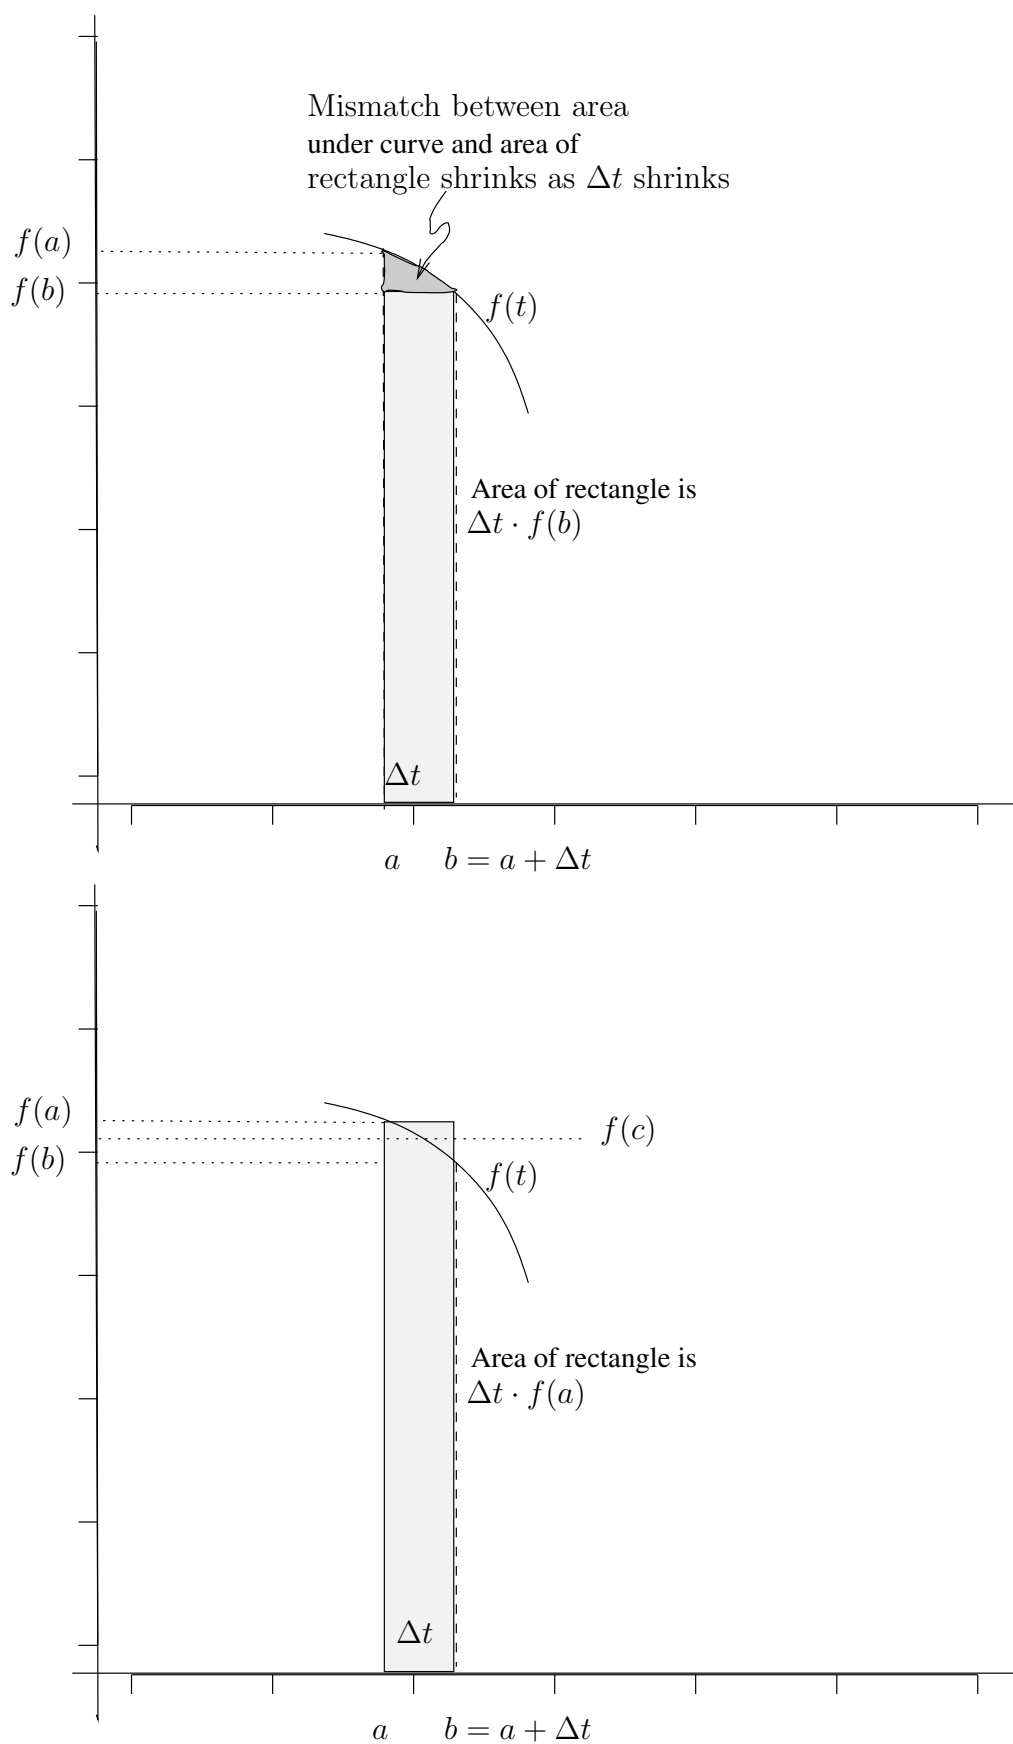 Mismatch between area
under curve and area of
rectangle shrinks as Δt shrinks
f(a)
f(b)
f(t)
Area of rectangle is
Δt · f(b)
Δt
a b = a + Δt
f(a)
f(c)
f(b)
f(t)
Area of rectangle is
Δt · f(a)
Δt
a b = a + Δt